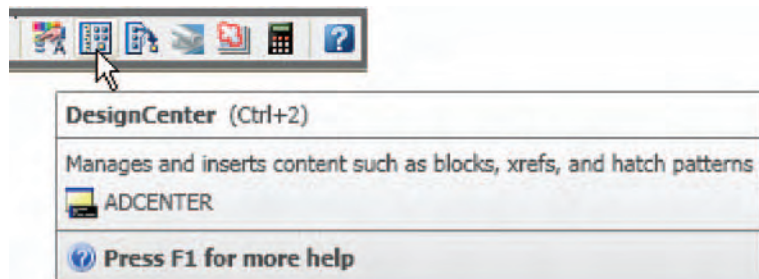 DesignCenter (Ctrl+2)
Manages and inserts content such as blocks, xrefs, and hatch patterns
ADCENTER
Press F1 for more help